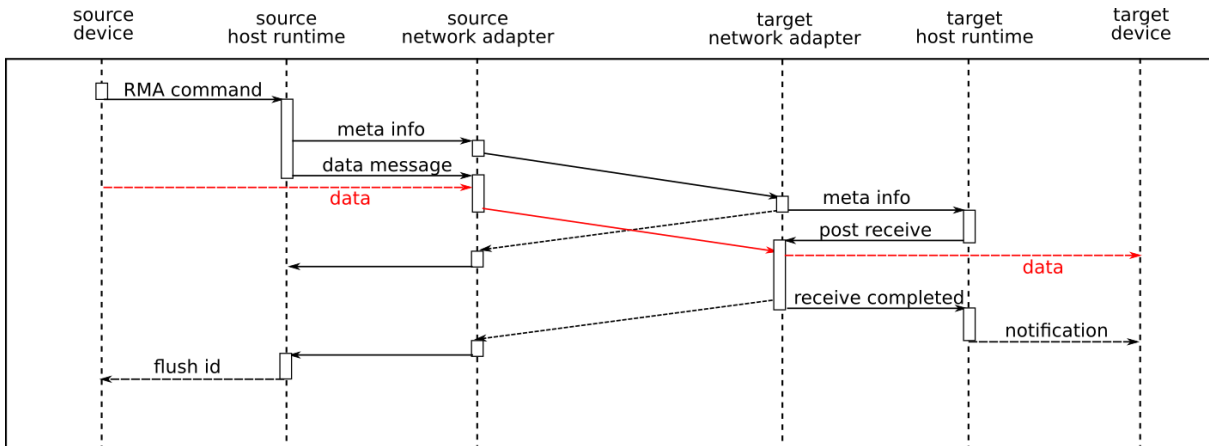 source
device
source
host runtime
source
network adapter
target
network adapter
target
host runtime
target
device
RMA command
meta info
data message
data
meta info
post receive
data
receive completed
notification
flush id